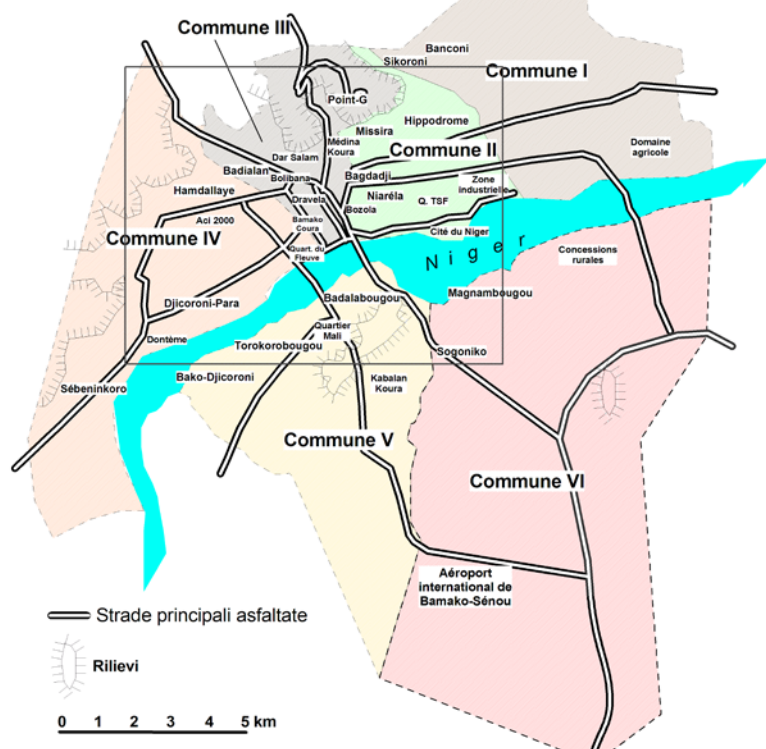 Commune III
Banconi
Sikoroni
Commune I
Point-G
Hippodrome
Missira
Médina
Koura
Commune II
Domaine
agricole
Dar Salam
Badialan
Bolibana
Bagdadji
Zone
industrielle
Hamdallaye
Dravela
Niaréla
Q. TSF
Bozola
Aci 2000
Bamako
Coura
Cité du Niger
Commune IV
Niger
Quart. du
Fleuve
Concessions
rurales
Djicoroni-Para
Badalabougou
Magnambougou
Dontème
Quartier
Mali
Torokorobougou
Sogoniko
Sébeninkoro
Bako-Djicoroni
Kabalan
Koura
Commune V
Commune VI
Aéroport
international de
Bamako-Sénou
Strade principali asfaltate
Rilievi
0 1 2 3 4 5 km